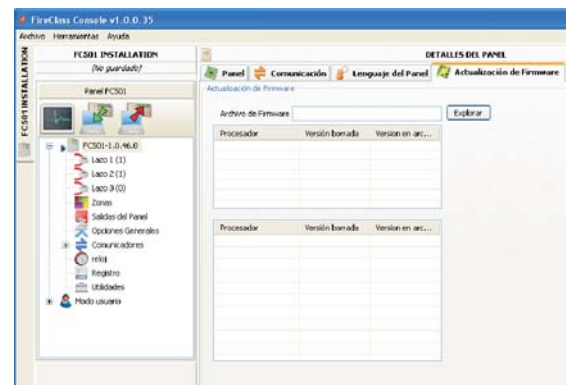 FireClass Console v1.0.0.35
Archivo Herramientas Ayuda
FC501 INSTALLATION
FC501 INSTALLATION
[No guardado]
Panel FC501
FC501-1.0.46.0
Lazo 1 (1)
Lazo 2 (1)
Lazo 3 (0)
Zonas
Salidas del Panel
Opciones Generales
Comunicadores
reloj
Registro
Utilidades
Modo usuario
DETALLES DEL PANEL
Panel Comunicación Lenguaje del Panel Actualización de Firmware
Actualización de Firmware
Archivo de Firmware Explorar
Procesador Versión borrada Version en arc...
Procesador Versión borrada Version en arc...